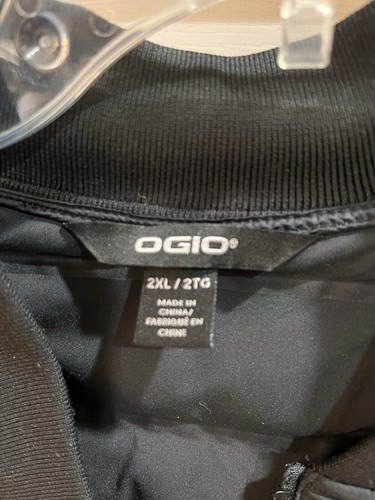 OGIO®
2XL / 2TG
MADE IN
CHINA/
FABRIQUÉ EN
CHINE